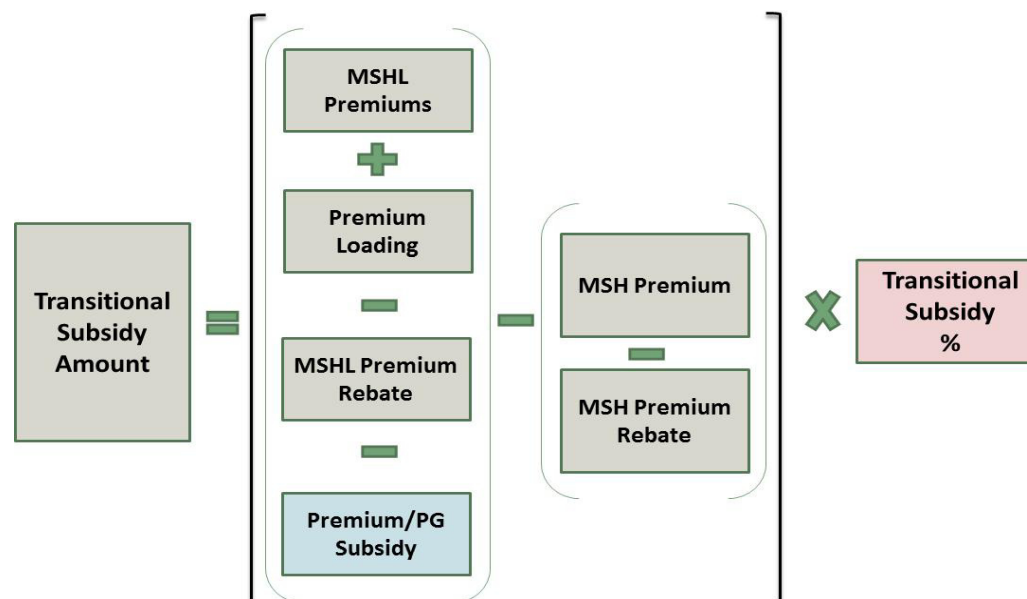 Transitional
Subsidy
Amount
MSHL
Premiums
Premium
Loading
MSHL Premium
Rebate
Premium/PG
Subsidy
MSH Premium
MSH Premium
Rebate
Transitional
Subsidy
%